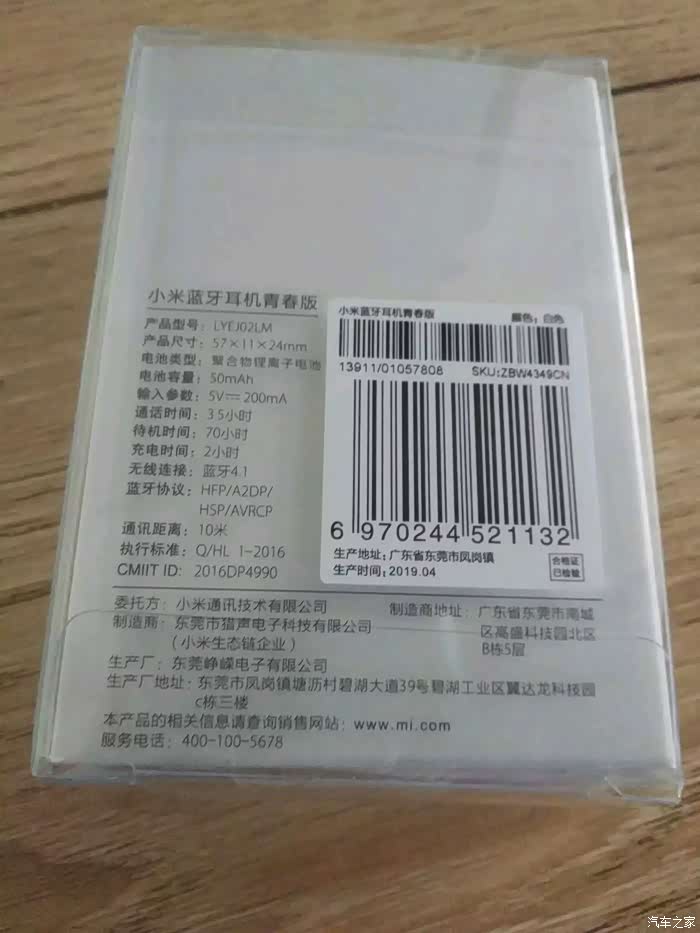 小米蓝牙耳机青春版
产品型号: LYEJ02LM
产品尺寸: 57×11×24mm
电池类型: 聚合物锂离子电池
电池容量: 50mAh
输入参数: 5V⎓200mA
通话时间: 3.5小时
待机时间: 70小时
充电时间: 2小时
无线连接: 蓝牙4.1
蓝牙协议: HFP/A2DP/
HSP/AVRCP
通讯距离: 10米
执行标准: Q/HL 1-2016
CMIIT ID: 2016DP4990
小米蓝牙耳机青春版 颜色: 白色
13911/01057808 SKU:ZBW4349CN
6 970244 521132
生产地址: 广东省东莞市凤岗镇
生产时间: 2019.04
合格证
已检验
委托方: 小米通讯技术有限公司
制造商: 东莞市猎声电子科技有限公司
(小米生态链企业)
制造商地址: 广东省东莞市南城
区高盛科技园北区
B栋5层
生产厂: 东莞峥嵘电子有限公司
生产厂地址: 东莞市凤岗镇塘沥村碧湖大道39号碧湖工业区翼达龙科技园
c栋三楼
本产品的相关信息请查询销售网站: www.mi.com
服务电话: 400-100-5678
汽车之家